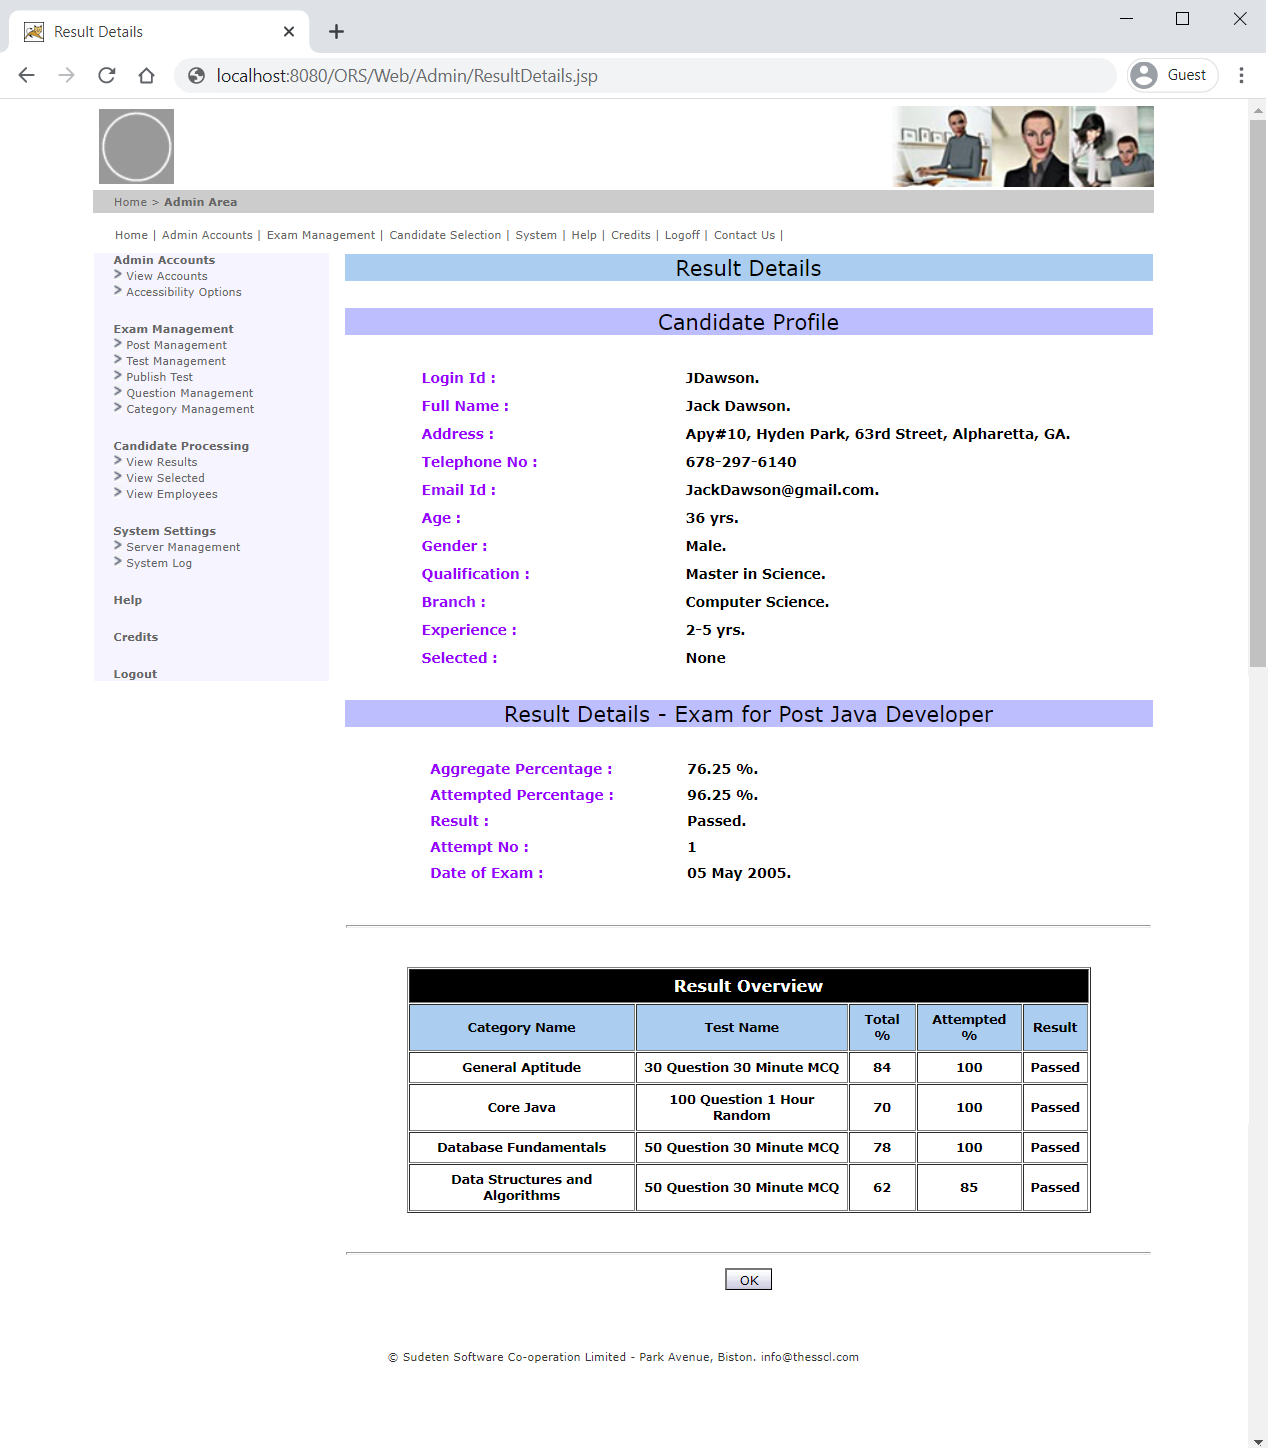 Result Details
localhost:8080/ORS/Web/Admin/ResultDetails.jsp
Guest
Home > Admin Area
Home | Admin Accounts | Exam Management | Candidate Selection | System | Help | Credits | Logoff | Contact Us |
Admin Accounts
View Accounts
Accessibility Options
Exam Management
Post Management
Test Management
Publish Test
Question Management
Category Management
Candidate Processing
View Results
View Selected
View Employees
System Settings
Server Management
System Log
Help
Credits
Logout
Result Details
Candidate Profile
Login Id : JDawson.
Full Name : Jack Dawson.
Address : Apy#10, Hyden Park, 63rd Street, Alpharetta, GA.
Telephone No : 678-297-6140
Email Id : JackDawson@gmail.com.
Age : 36 yrs.
Gender : Male.
Qualification : Master in Science.
Branch : Computer Science.
Experience : 2-5 yrs.
Selected : None
Result Details - Exam for Post Java Developer
Aggregate Percentage : 76.25 %.
Attempted Percentage : 96.25 %.
Result : Passed.
Attempt No : 1
Date of Exam : 05 May 2005.
Result Overview
Category Name Test Name Total % Attempted % Result
General Aptitude 30 Question 30 Minute MCQ 84 100 Passed
Core Java 100 Question 1 Hour Random 70 100 Passed
Database Fundamentals 50 Question 30 Minute MCQ 78 100 Passed
Data Structures and Algorithms 50 Question 30 Minute MCQ 62 85 Passed
OK
© Sudeten Software Co-operation Limited - Park Avenue, Biston. info@thesscl.com